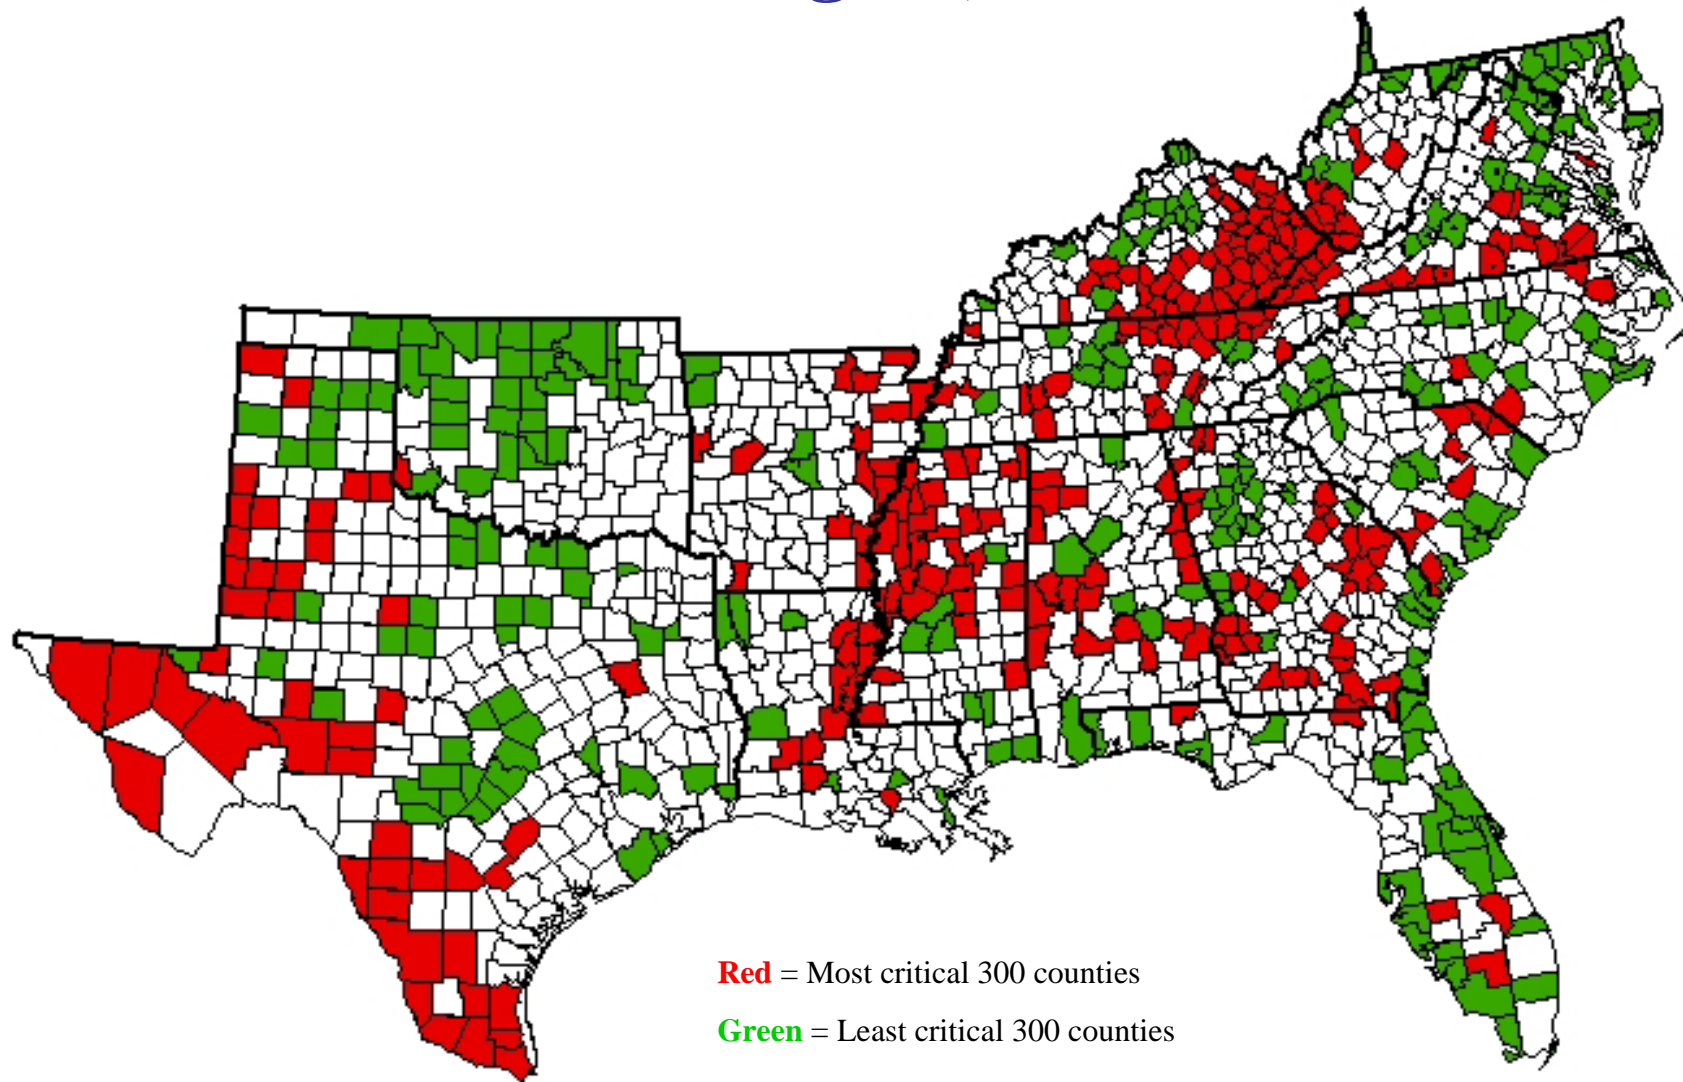 Red = Most critical 300 counties
Green = Least critical 300 counties